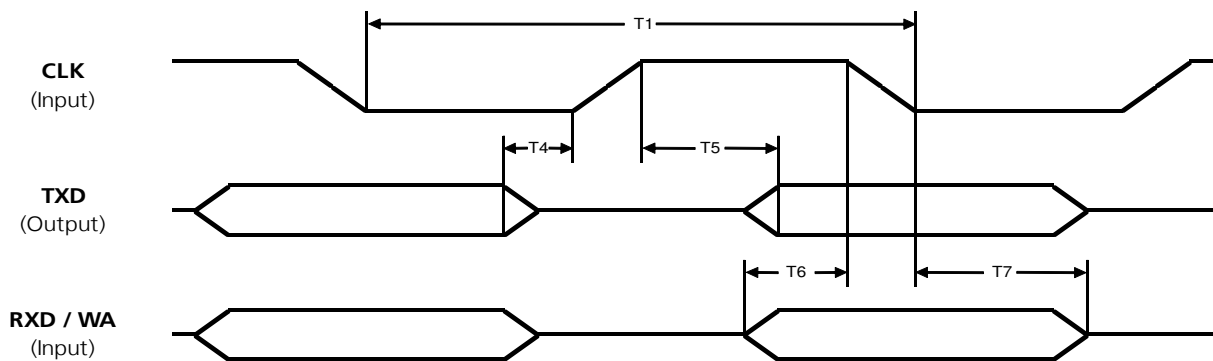 T1
CLK
(Input)
T4
T5
TXD
(Output)
T6
T7
RXD / WA
(Input)